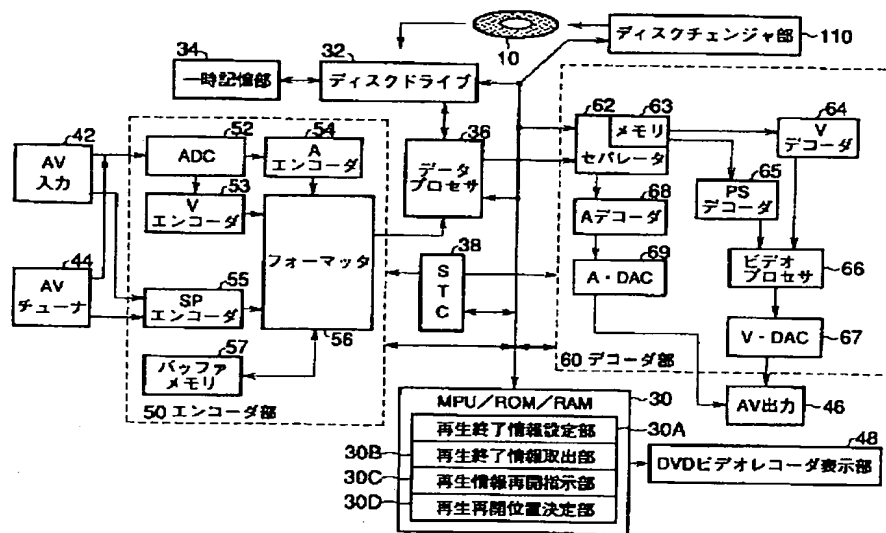 10
ディスクチェンジャ部
110
34
一時記憶部
32
ディスクドライブ
42
AV
入力
44
AV
チューナ
52
ADC
54
A
エンコーダ
53
V
エンコーダ
フォーマッタ
56
55
SP
エンコーダ
57
バッファ
メモリ
50 エンコーダ部
36
データ
プロセサ
38
S
T
C
62
63
メモリ
セパレータ
64
V
デコーダ
65
PS
デコーダ
68
Aデコーダ
69
A・DAC
ビデオ
プロセサ
66
V・DAC
67
60 デコーダ部
AV出力
46
MPU/ROM/RAM
30
再生終了情報設定部
30A
30B
再生終了情報取出部
30C
再生情報再開指示部
30D
再生再開位置決定部
48
DVDビデオレコーダ表示部